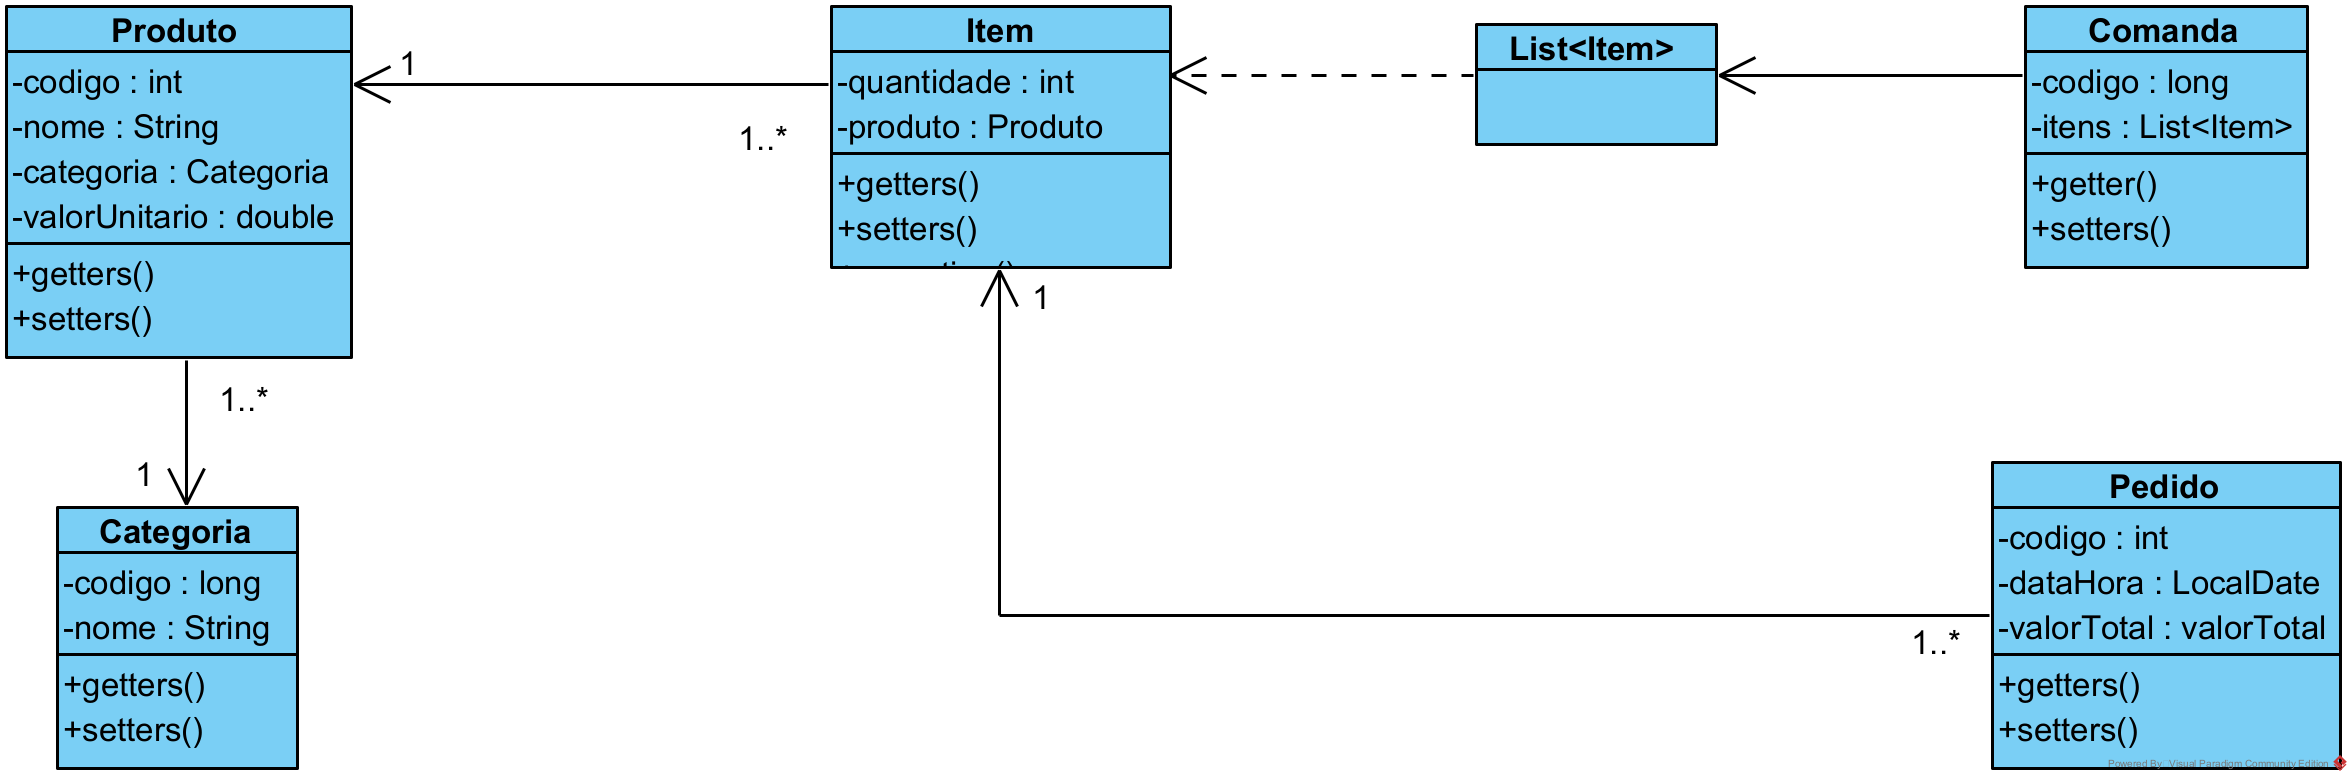 Produto
-codigo : int
-nome : String
-categoria : Categoria
-valorUnitario : double
+getters()
+setters()
1
1..*
Item
-quantidade : int
-produto : Produto
+getters()
+setters()
List<Item>
Comanda
-codigo : long
-itens : List<Item>
+getter()
+setters()
1
1..*
1
Categoria
-codigo : long
-nome : String
+getters()
+setters()
1..*
Pedido
-codigo : int
-dataHora : LocalDate
-valorTotal : valorTotal
+getters()
+setters()
Powered By: Visual Paradigm Community Edition